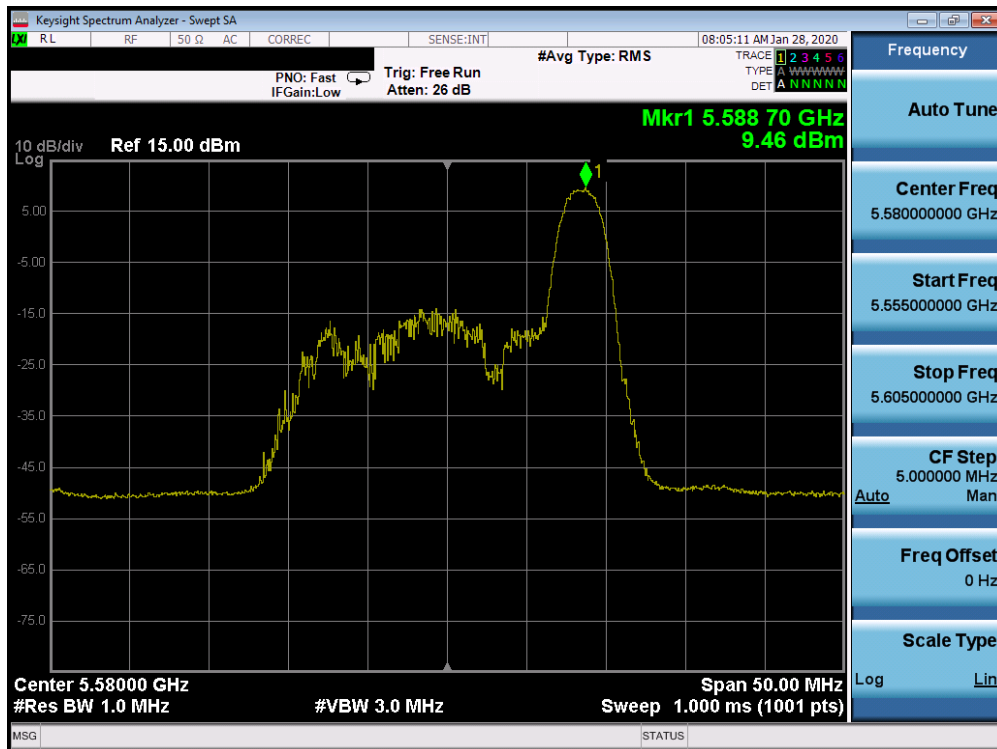 Keysight Spectrum Analyzer - Swept SA
LXI R L RF 50 Ω AC CORREC SENSE:INT 08:05:11 AM Jan 28, 2020
#Avg Type: RMS
TRACE 1 2 3 4 5 6
PNO: Fast Trig: Free Run TYPE A WWWWW
IFGain:Low Atten: 26 dB DET A N N N N N
Mkr1 5.588 70 GHz
9.46 dBm
10 dB/div Ref 15.00 dBm
Log
1
5.00
-5.00
-15.0
-25.0
-35.0
-45.0
-55.0
-65.0
-75.0
Center 5.58000 GHz Span 50.00 MHz
#Res BW 1.0 MHz #VBW 3.0 MHz Sweep 1.000 ms (1001 pts)
MSG STATUS
Frequency
Auto Tune
Center Freq
5.580000000 GHz
Start Freq
5.555000000 GHz
Stop Freq
5.605000000 GHz
CF Step
5.000000 MHz
Auto Man
Freq Offset
0 Hz
Scale Type
Log Lin